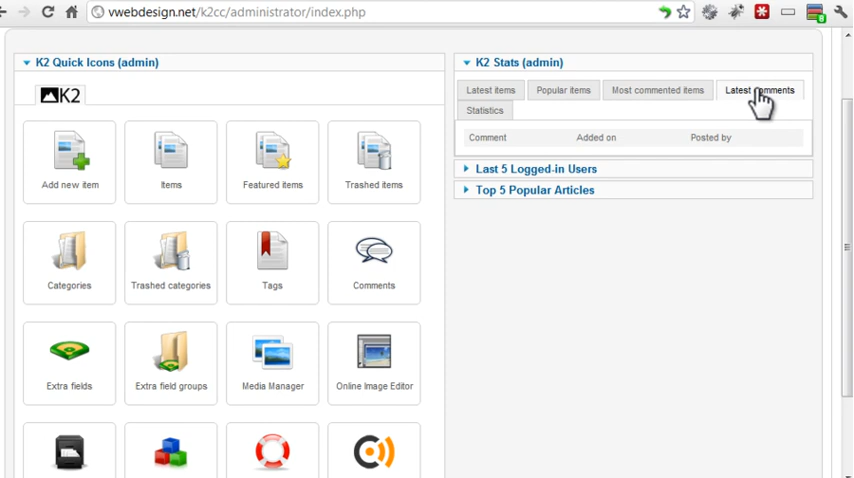 vwebdesign.net/k2cc/administrator/index.php
8
K2 Quick Icons (admin)
K2
Add new item
Items
Featured items
Trashed items
Categories
Trashed categories
Tags
Comments
Extra fields
Extra field groups
Media Manager
Online Image Editor
K2 Stats (admin)
Latest items
Popular items
Most commented items
Latest Comments
Statistics
Comment
Added on
Posted by
Last 5 Logged-in Users
Top 5 Popular Articles